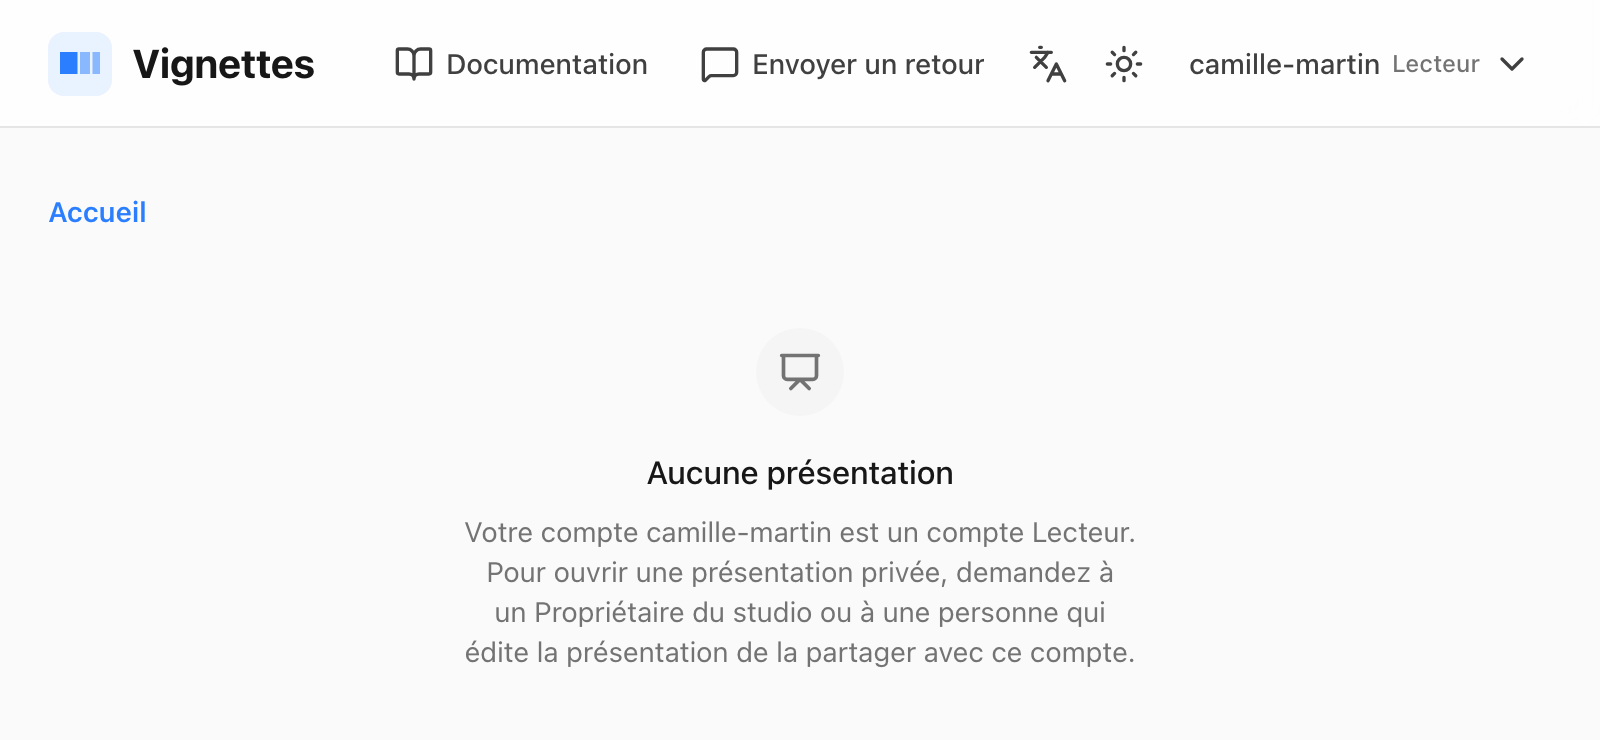 Vignettes
Documentation
Envoyer un retour
camille-martin Lecteur
Accueil
Aucune présentation
Votre compte camille-martin est un compte Lecteur.
Pour ouvrir une présentation privée, demandez à
un Propriétaire du studio ou à une personne qui
édite la présentation de la partager avec ce compte.